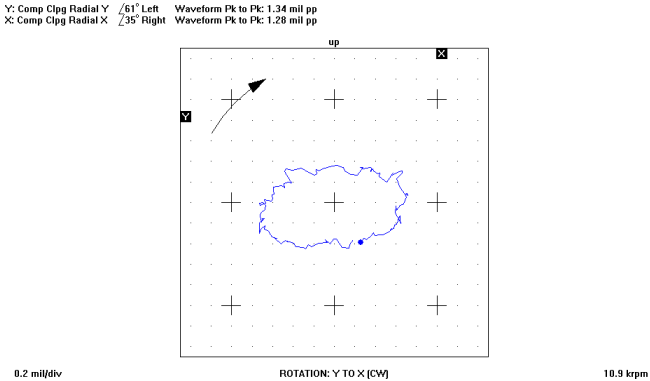 Y: Comp Clpg Radial Y ∠61° Left Waveform Pk to Pk: 1.34 mil pp
X: Comp Clpg Radial X ∠35° Right Waveform Pk to Pk: 1.28 mil pp
up
X
Y
0.2 mil/div ROTATION: Y TO X (CW) 10.9 krpm